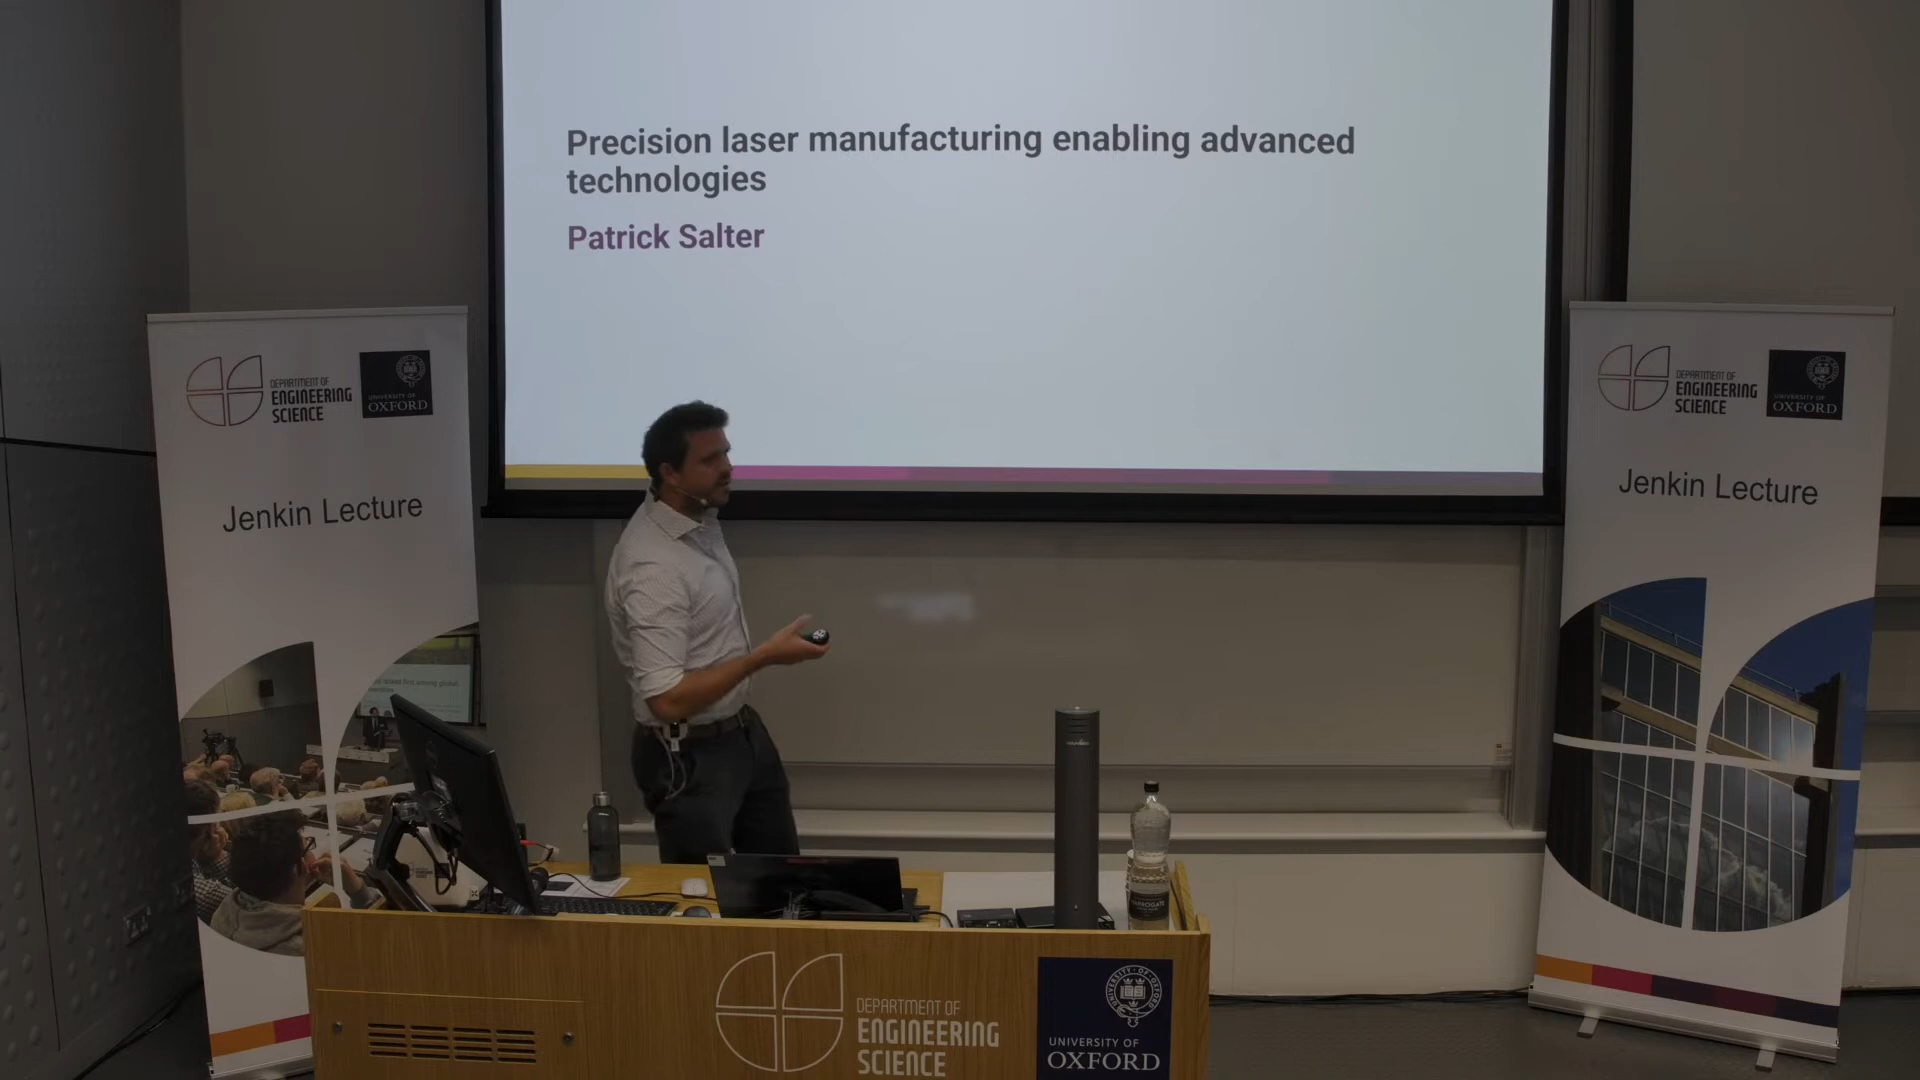 Precision laser manufacturing enabling advanced
technologies
Patrick Salter
DEPARTMENT OF
ENGINEERING
SCIENCE
UNIVERSITY OF
OXFORD
Jenkin Lecture
DEPARTMENT OF
ENGINEERING
SCIENCE
UNIVERSITY OF
OXFORD
Jenkin Lecture
HARROGATE
DEPARTMENT OF
ENGINEERING
SCIENCE
UNIVERSITY OF
OXFORD